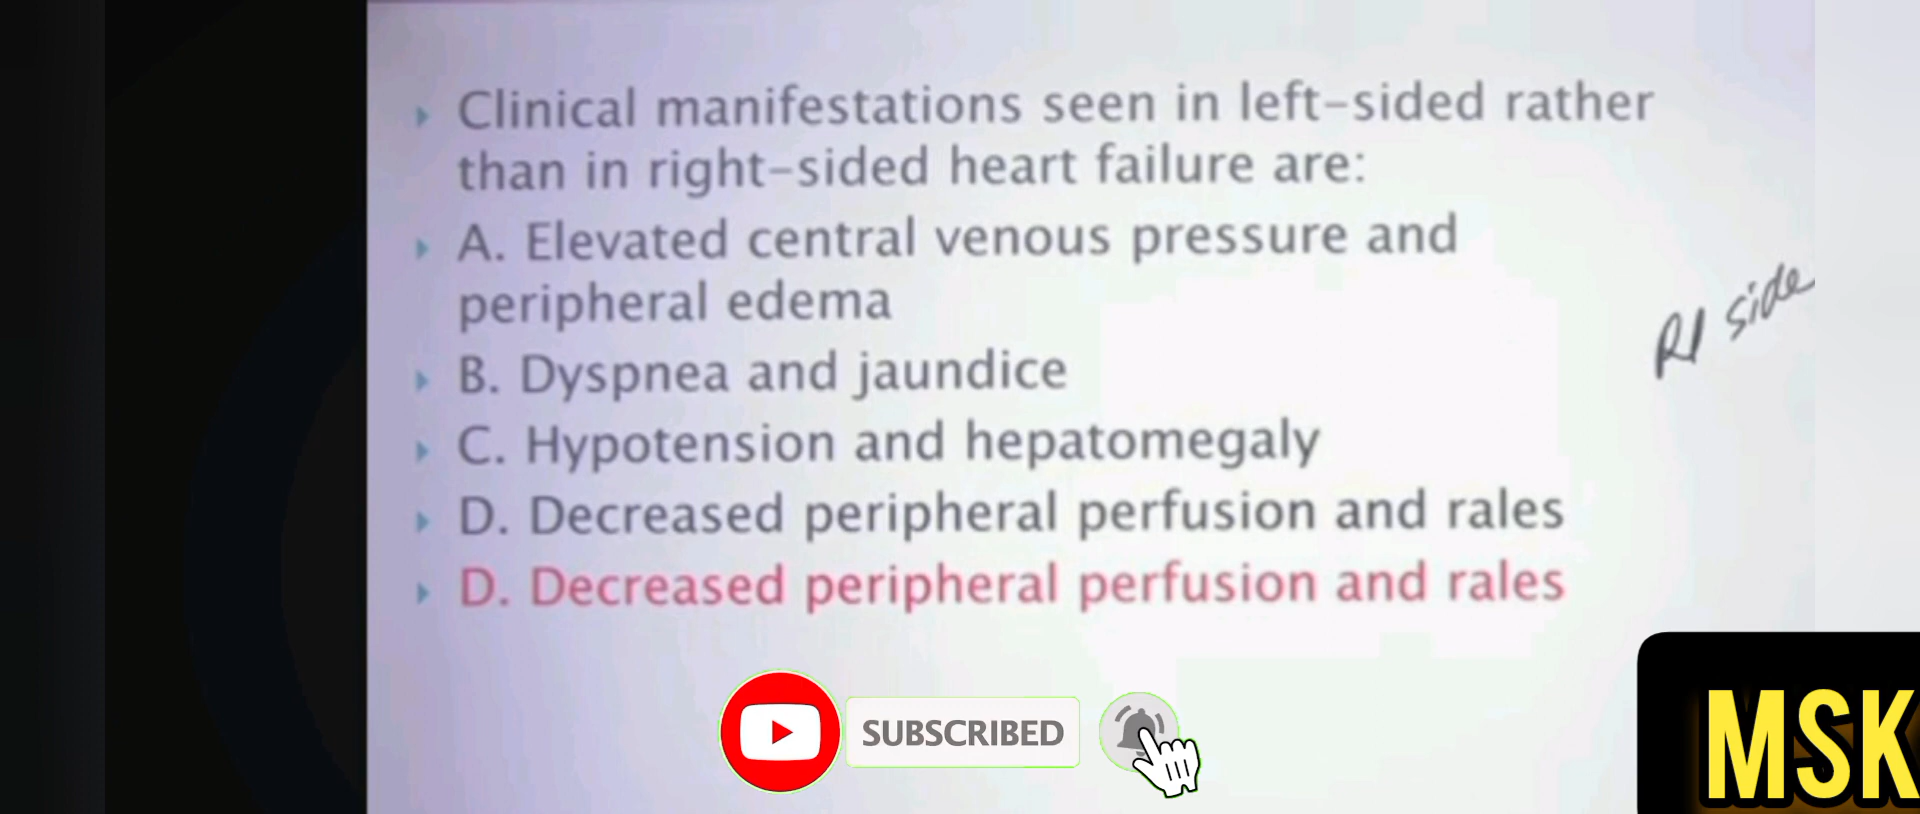 Clinical manifestations seen in left-sided rather
than in right-sided heart failure are:
A. Elevated central venous pressure and
peripheral edema
B. Dyspnea and jaundice
C. Hypotension and hepatomegaly
D. Decreased peripheral perfusion and rales
D. Decreased peripheral perfusion and rales
side
SUBSCRIBED
MSK